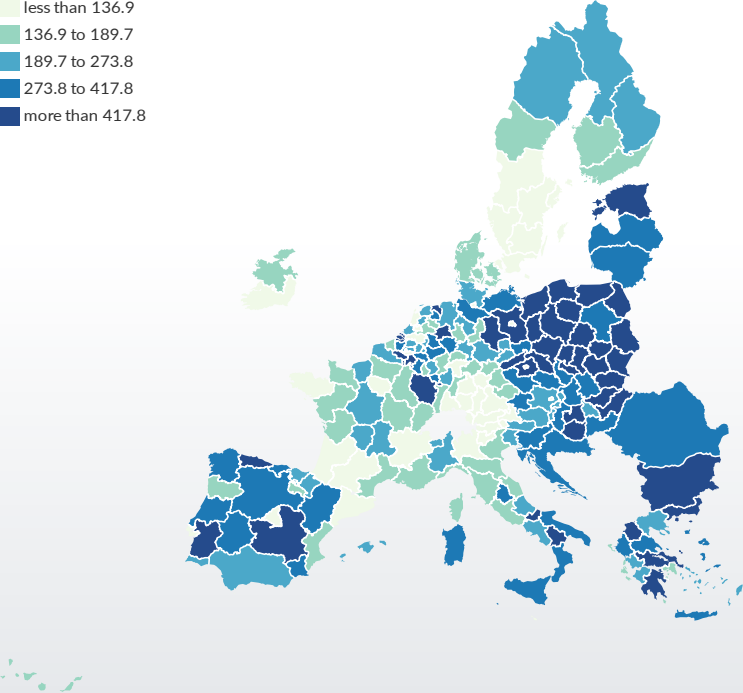 less than 136.9
136.9 to 189.7
189.7 to 273.8
273.8 to 417.8
more than 417.8